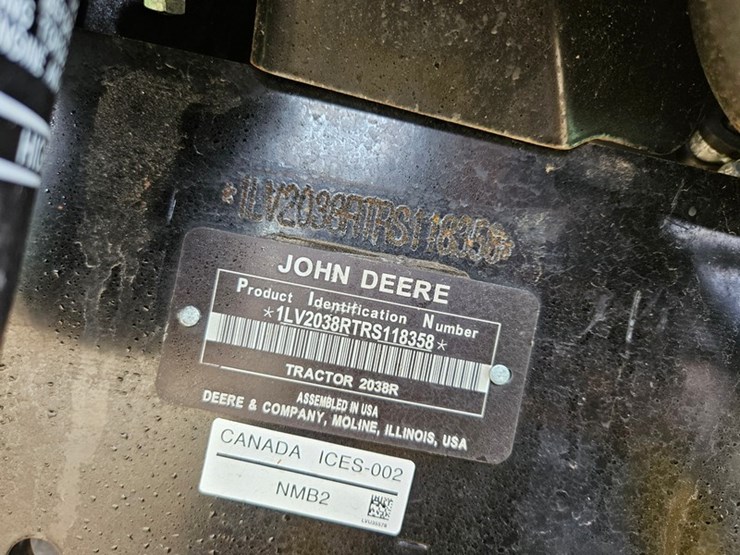 *1LV2038RTRS118358*
JOHN DEERE
Product Identification Number
*1LV2038RTRS118358*
TRACTOR 2038R
ASSEMBLED IN USA
DEERE & COMPANY, MOLINE, ILLINOIS, USA
CANADA ICES-002
NMB2